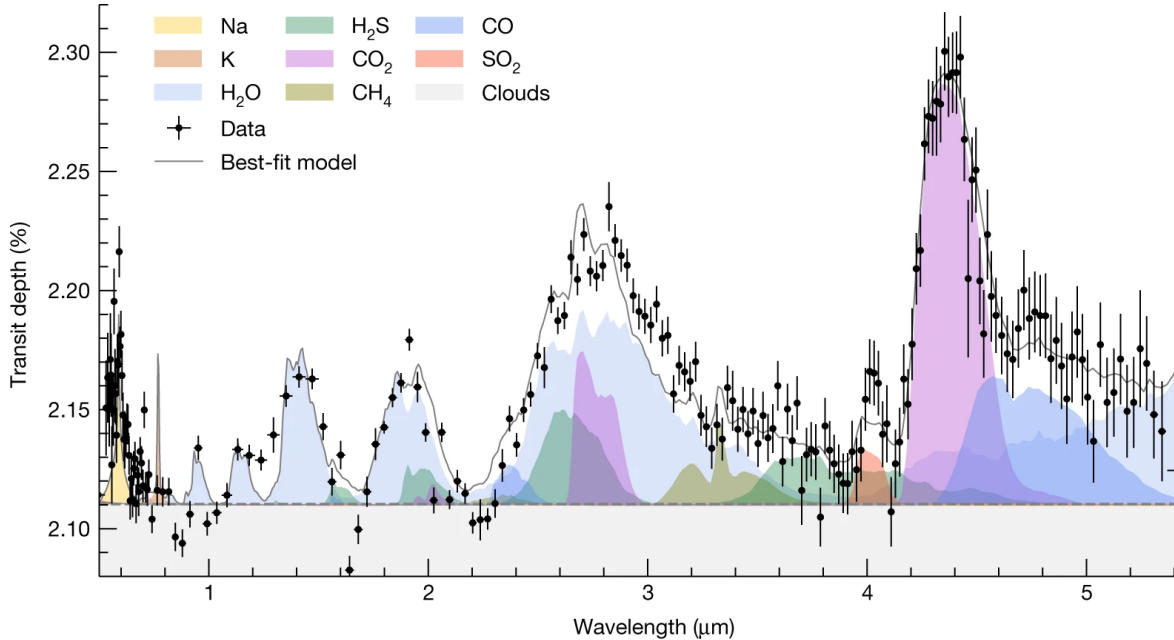 Na
K
H₂O
H₂S
CO₂
CH₄
CO
SO₂
Clouds
Data
Best-fit model
Transit depth (%)
2.30
2.25
2.20
2.15
2.10
1 2 3 4 5
Wavelength (μm)